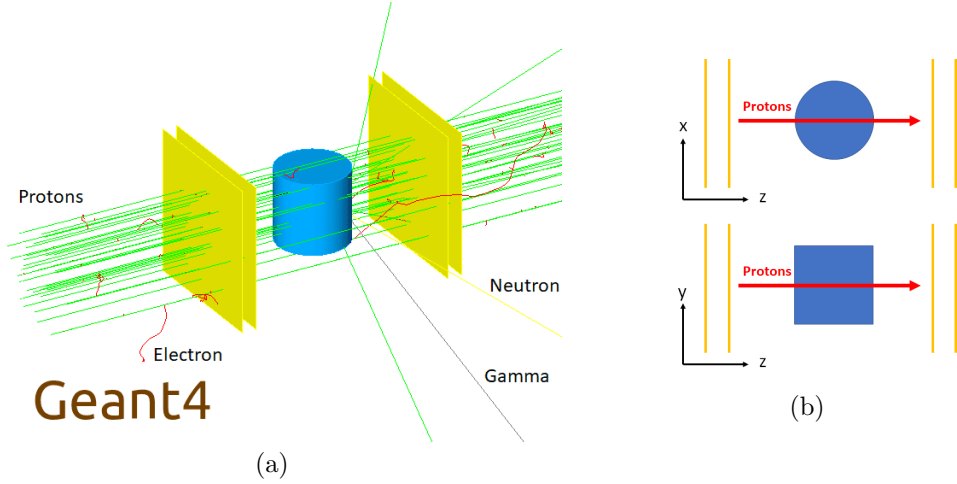 Protons
Neutron
Electron
Gamma
Geant4
(a)
Protons
x
z
Protons
y
z
(b)